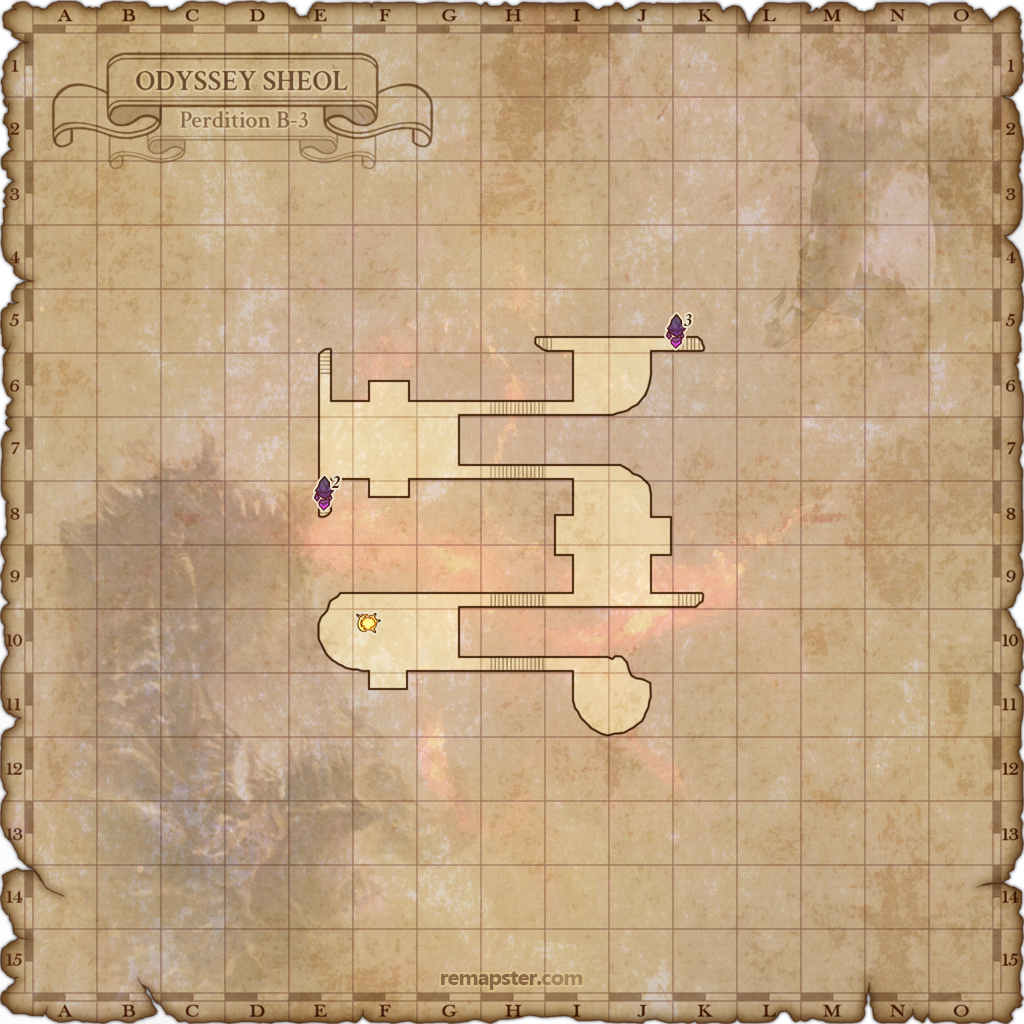 A B C D E F G H I J K L M N O
ODYSSEY SHEOL
Perdition B-3
1 1
2 2
3 3
4 4
5 3 5
6 6
7 7
2
8 8
9 9
10 10
11 11
12 12
13 13
14 14
15 15
remapster.com
A B C D E F G H I J K L M N O